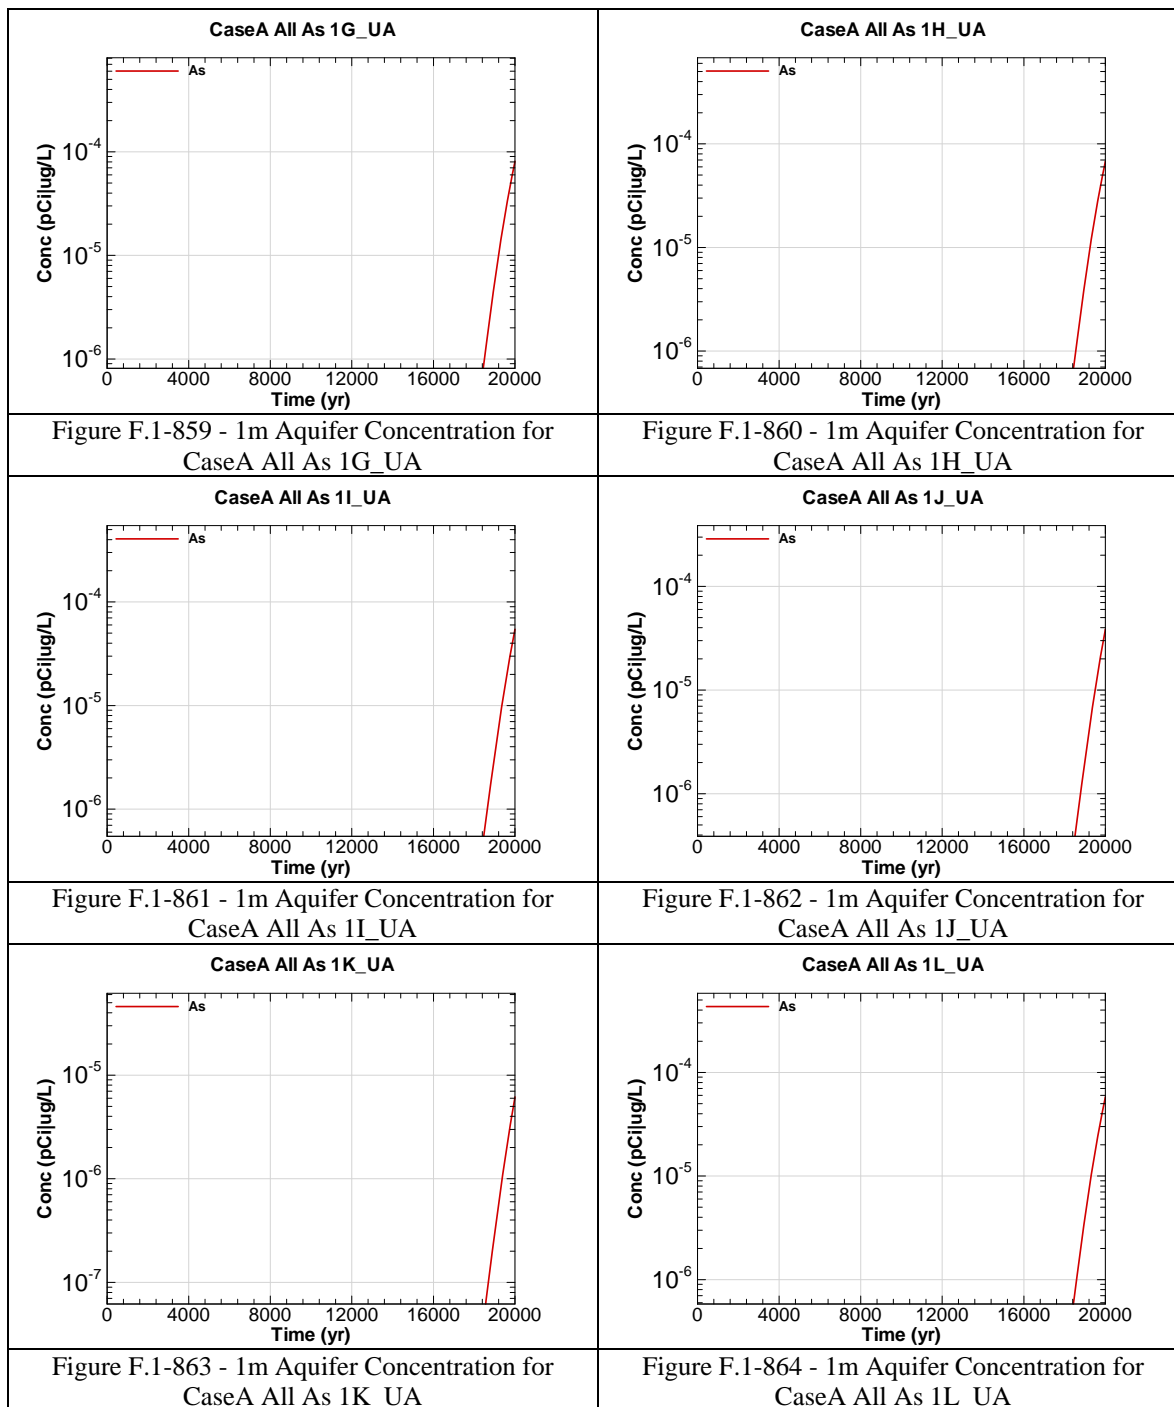 CaseA All As 1G_UA
As
Conc (pCi|ug/L)
10-4
10-5
10-6
0 4000 8000 12000 16000 20000
Time (yr)
Figure F.1-859 - 1m Aquifer Concentration for
CaseA All As 1G_UA
CaseA All As 1H_UA
As
Conc (pCi|ug/L)
10-4
10-5
10-6
0 4000 8000 12000 16000 20000
Time (yr)
Figure F.1-860 - 1m Aquifer Concentration for
CaseA All As 1H_UA
CaseA All As 1I_UA
As
Conc (pCi|ug/L)
10-4
10-5
10-6
0 4000 8000 12000 16000 20000
Time (yr)
Figure F.1-861 - 1m Aquifer Concentration for
CaseA All As 1I_UA
CaseA All As 1J_UA
As
Conc (pCi|ug/L)
10-4
10-5
10-6
0 4000 8000 12000 16000 20000
Time (yr)
Figure F.1-862 - 1m Aquifer Concentration for
CaseA All As 1J_UA
CaseA All As 1K_UA
As
Conc (pCi|ug/L)
10-5
10-6
10-7
0 4000 8000 12000 16000 20000
Time (yr)
Figure F.1-863 - 1m Aquifer Concentration for
CaseA All As 1K_UA
CaseA All As 1L_UA
As
Conc (pCi|ug/L)
10-4
10-5
10-6
0 4000 8000 12000 16000 20000
Time (yr)
Figure F.1-864 - 1m Aquifer Concentration for
CaseA All As 1L_UA